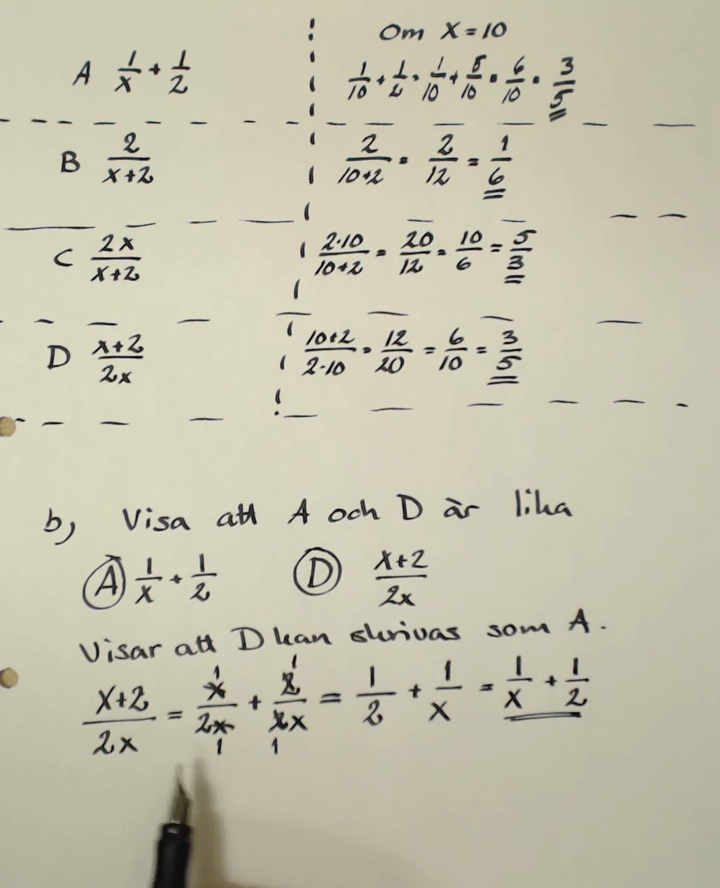 Om X = 10
A 1/x + 1/2
1/10 + 1/2 = 1/10 + 5/10 = 6/10 = 3/5
B 2/(x+2)
2/(10+2) = 2/12 = 1/6
C 2x/(x+2)
2·10/(10+2) = 20/12 = 10/6 = 5/3
D (x+2)/2x
(10+2)/(2·10) = 12/20 = 6/10 = 3/5
b) Visa att A och D är lika
A 1/x + 1/2 D (x+2)/2x
Visar att D kan skrivas som A.
(x+2)/2x = x/2x + 2/2x = 1/2 + 1/x = 1/x + 1/2